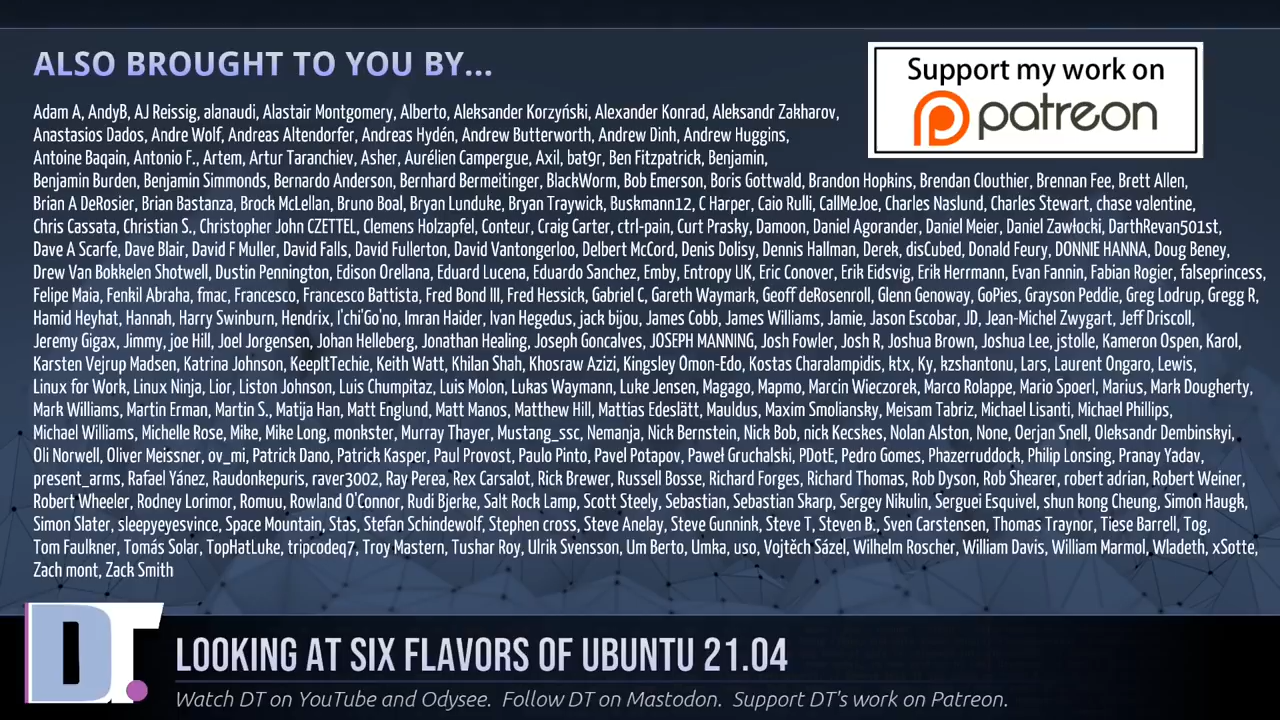 ALSO BROUGHT TO YOU BY...
Support my work on
patreon
Adam A, AndyB, AJ Reissig, alanaudi, Alastair Montgomery, Alberto, Aleksander Korzyński, Alexander Konrad, Aleksandr Zakharov,
Anastasios Dados, Andre Wolf, Andreas Altendorfer, Andreas Hydén, Andrew Butterworth, Andrew Dinh, Andrew Huggins,
Antoine Baqain, Antonio F., Artem, Artur Taranchiev, Asher, Aurélien Campergue, Axil, bat9r, Ben Fitzpatrick, Benjamin,
Benjamin Burden, Benjamin Simmonds, Bernardo Anderson, Bernhard Bermeitinger, BlackWorm, Bob Emerson, Boris Gottwald, Brandon Hopkins, Brendan Clouthier, Brennan Fee, Brett Allen,
Brian A DeRosier, Brian Bastanza, Brock McLellan, Bruno Boal, Bryan Lunduke, Bryan Traywick, Buskmann12, C Harper, Caio Rulli, CallMeJoe, Charles Naslund, Charles Stewart, chase valentine,
Chris Cassata, Christian S., Christopher John CZETTEL, Clemens Holzapfel, Conteur, Craig Carter, ctrl-pain, Curt Prasky, Damoon, Daniel Agorander, Daniel Meier, Daniel Zawłocki, DarthRevan501st,
Dave A Scarfe, Dave Blair, David F Muller, David Falls, David Fullerton, David Vantongerloo, Delbert McCord, Denis Dolisy, Dennis Hallman, Derek, disCubed, Donald Feury, DONNIE HANNA, Doug Beney,
Drew Van Bokkelen Shotwell, Dustin Pennington, Edison Orellana, Eduard Lucena, Eduardo Sanchez, Emby, Entropy UK, Eric Conover, Erik Eidsvig, Erik Herrmann, Evan Fannin, Fabian Rogier, falseprincess,
Felipe Maia, Fenkil Abraha, fmac, Francesco, Francesco Battista, Fred Bond III, Fred Hessick, Gabriel C, Gareth Waymark, Geoff deRosenroll, Glenn Genoway, GoPies, Grayson Peddie, Greg Lodrup, Gregg R,
Hamid Heyhat, Hannah, Harry Swinburn, Hendrix, I'chi'Go'no, Imran Haider, Ivan Hegedus, jack bijou, James Cobb, James Williams, Jamie, Jason Escobar, JD, Jean-Michel Zwygart, Jeff Driscoll,
Jeremy Gigax, Jimmy, joe Hill, Joel Jorgensen, Johan Helleberg, Jonathan Healing, Joseph Goncalves, JOSEPH MANNING, Josh Fowler, Josh R, Joshua Brown, Joshua Lee, jstolle, Kameron Ospen, Karol,
Karsten Vejrup Madsen, Katrina Johnson, KeepItTechie, Keith Watt, Khilan Shah, Khosraw Azizi, Kingsley Omon-Edo, Kostas Charalampidis, ktx, Ky, kzshantonu, Lars, Laurent Ongaro, Lewis,
Linux for Work, Linux Ninja, Lior, Liston Johnson, Luis Chumpitaz, Luis Molon, Lukas Waymann, Luke Jensen, Magago, Mapmo, Marcin Wieczorek, Marco Rolappe, Mario Spoerl, Marius, Mark Dougherty,
Mark Williams, Martin Erman, Martin S., Matija Han, Matt Englund, Matt Manos, Matthew Hill, Mattias Edeslätt, Mauldus, Maxim Smoliansky, Meisam Tabriz, Michael Lisanti, Michael Phillips,
Michael Williams, Michelle Rose, Mike, Mike Long, monkster, Murray Thayer, Mustang_ssc, Nemanja, Nick Bernstein, Nick Bob, nick Kecskes, Nolan Alston, None, Oerjan Snell, Oleksandr Dembinskyi,
Oli Norwell, Oliver Meissner, ov_mi, Patrick Dano, Patrick Kasper, Paul Provost, Paulo Pinto, Pavel Potapov, Paweł Gruchalski, PDotE, Pedro Gomes, Phazerruddock, Philip Lonsing, Pranay Yadav,
present_arms, Rafael Yánez, Raudonkepuris, raver3002, Ray Perea, Rex Carsalot, Rick Brewer, Russell Bosse, Richard Forges, Richard Thomas, Rob Dyson, Rob Shearer, robert adrian, Robert Weiner,
Robert Wheeler, Rodney Lorimor, Romuu, Rowland O'Connor, Rudi Bjerke, Salt Rock Lamp, Scott Steely, Sebastian, Sebastian Skarp, Sergey Nikulin, Serguei Esquivel, shun kong Cheung, Simon Haugk,
Simon Slater, sleepyeyesvince, Space Mountain, Stas, Stefan Schindewolf, Stephen cross, Steve Anelay, Steve Gunnink, Steve T, Steven B., Sven Carstensen, Thomas Traynor, Tiese Barrell, Tog,
Tom Faulkner, Tomás Solar, TopHatLuke, tripcodeq7, Troy Mastern, Tushar Roy, Ulrik Svensson, Um Berto, Umka, uso, Vojtěch Sázel, Wilhelm Roscher, William Davis, William Marmol, Wladeth, xSotte,
Zach mont, Zack Smith
DT
LOOKING AT SIX FLAVORS OF UBUNTU 21.04
Watch DT on YouTube and Odysee. Follow DT on Mastodon. Support DT's work on Patreon.